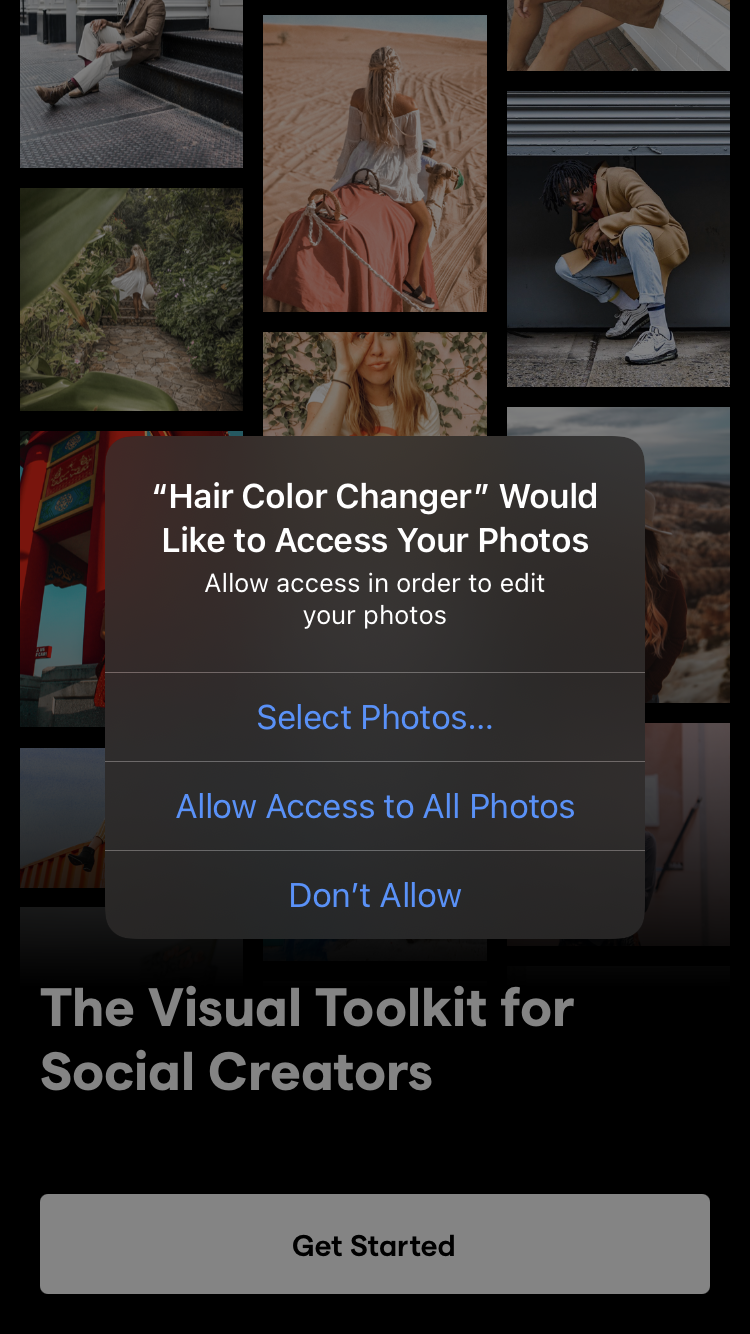 “Hair Color Changer” Would
Like to Access Your Photos
Allow access in order to edit
your photos
Select Photos...
Allow Access to All Photos
Don’t Allow
The Visual Toolkit for
Social Creators
Get Started